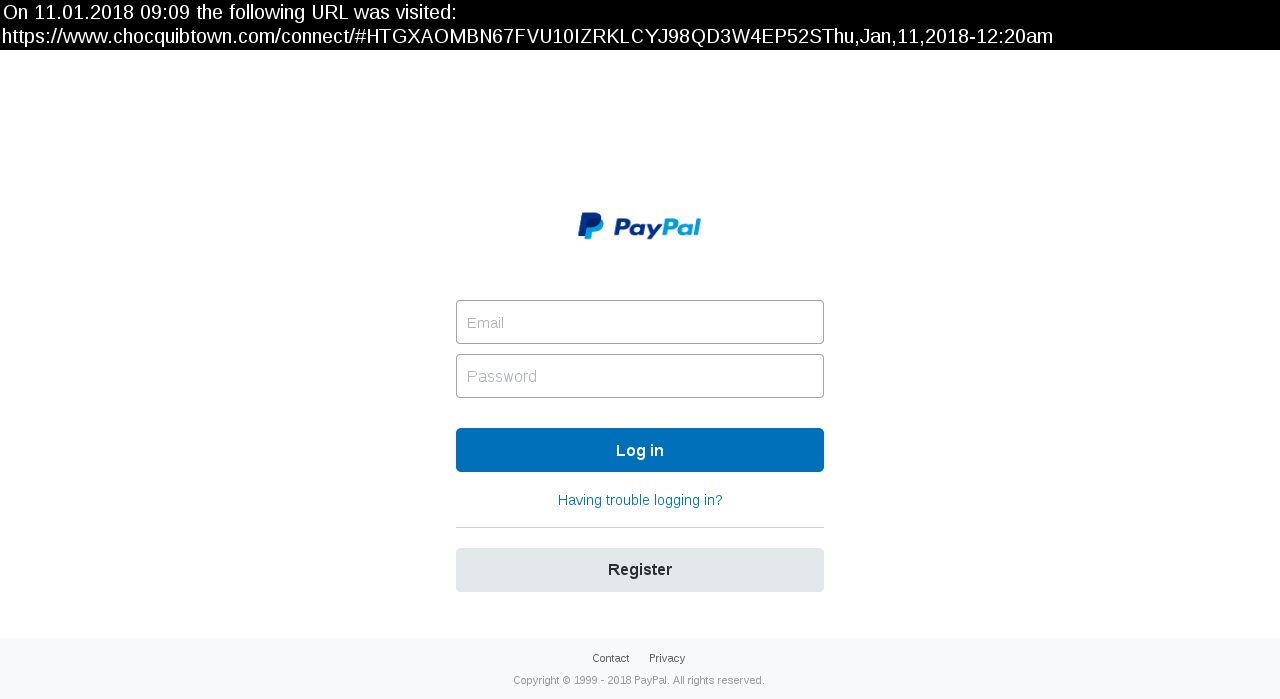 On 11.01.2018 09:09 the following URL was visited:
https://www.chocquibtown.com/connect/#HTGXAOMBN67FVU10IZRKLCYJ98QD3W4EP52SThu,Jan,11,2018-12:20am
PayPal
Email
Password
Log in
Having trouble logging in?
Register
Contact Privacy
Copyright © 1999 - 2018 PayPal. All rights reserved.